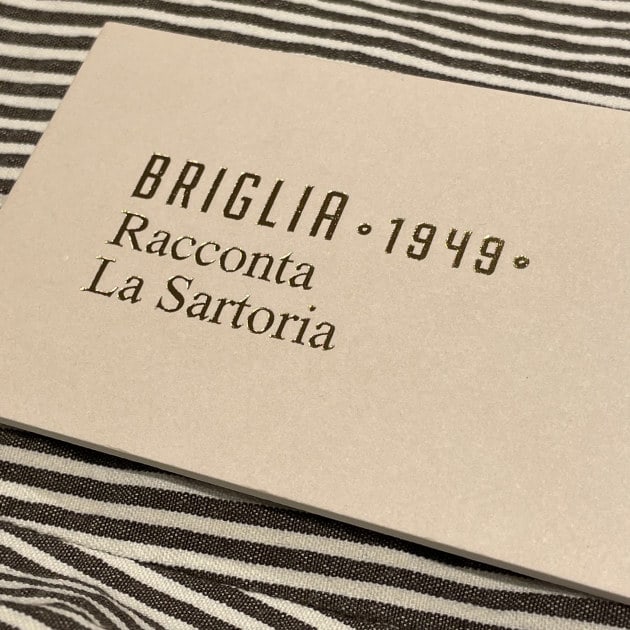 BRIGLIA • 1949 •
Racconta
La Sartoria